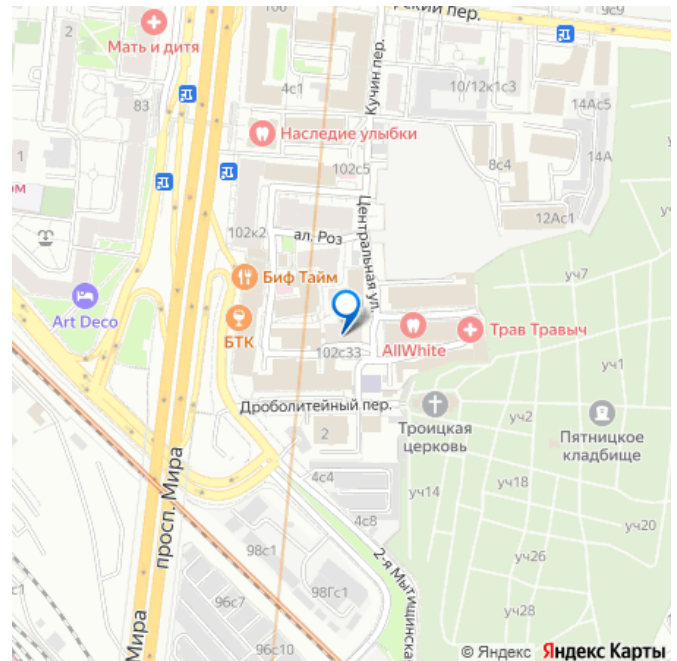 100
9с9
рский пер.
2
Мать и дитя
4с1
Кучин пер.
10/12к1с3
14Ас5
83
Наследие улыбки
14А
1
102с5
8с4
ом
12Ас1
102к2
ал. Роз
Центральная ул.
уч7
Биф Тайм
Art Deco
БТК
102с33
AllWhite
Трав Травыч
уч1
Дроболитейный пер.
2
Троицкая
церковь
уч2
Пятницкое
кладбище
4с4
уч14
уч18
4с8
уч20
просп. Мира
98с1
2-я Мытищинская
уч26
98Гс1
96с7
уч28
Мира
96с10
© Яндекс Яндекс Карты